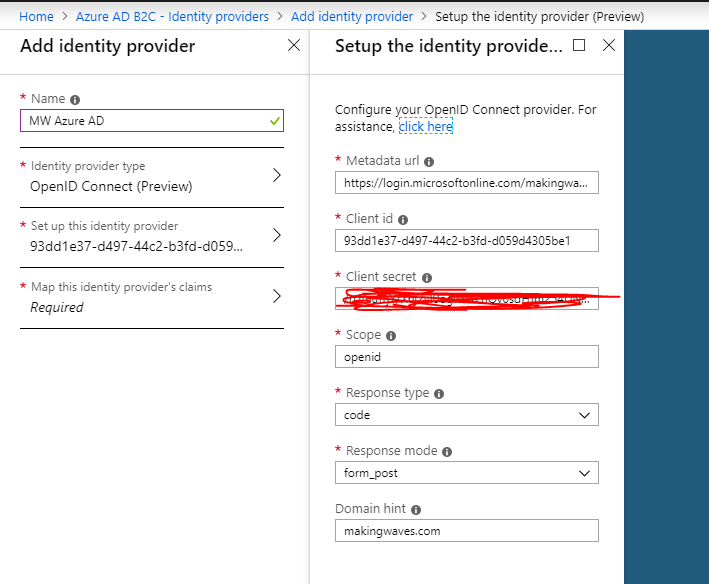 Home > Azure AD B2C - Identity providers > Add identity provider > Setup the identity provider (Preview)
Add identity provider
* Name
MW Azure AD
* Identity provider type
OpenID Connect (Preview)
* Set up this identity provider
93dd1e37-d497-44c2-b3fd-d059...
* Map this identity provider's claims
Required
Setup the identity provide...
Configure your OpenID Connect provider. For
assistance, click here
* Metadata url
https://login.microsoftonline.com/makingwa...
* Client id
93dd1e37-d497-44c2-b3fd-d059d4305be1
* Client secret
* Scope
openid
* Response type
code
* Response mode
form_post
Domain hint
makingwaves.com